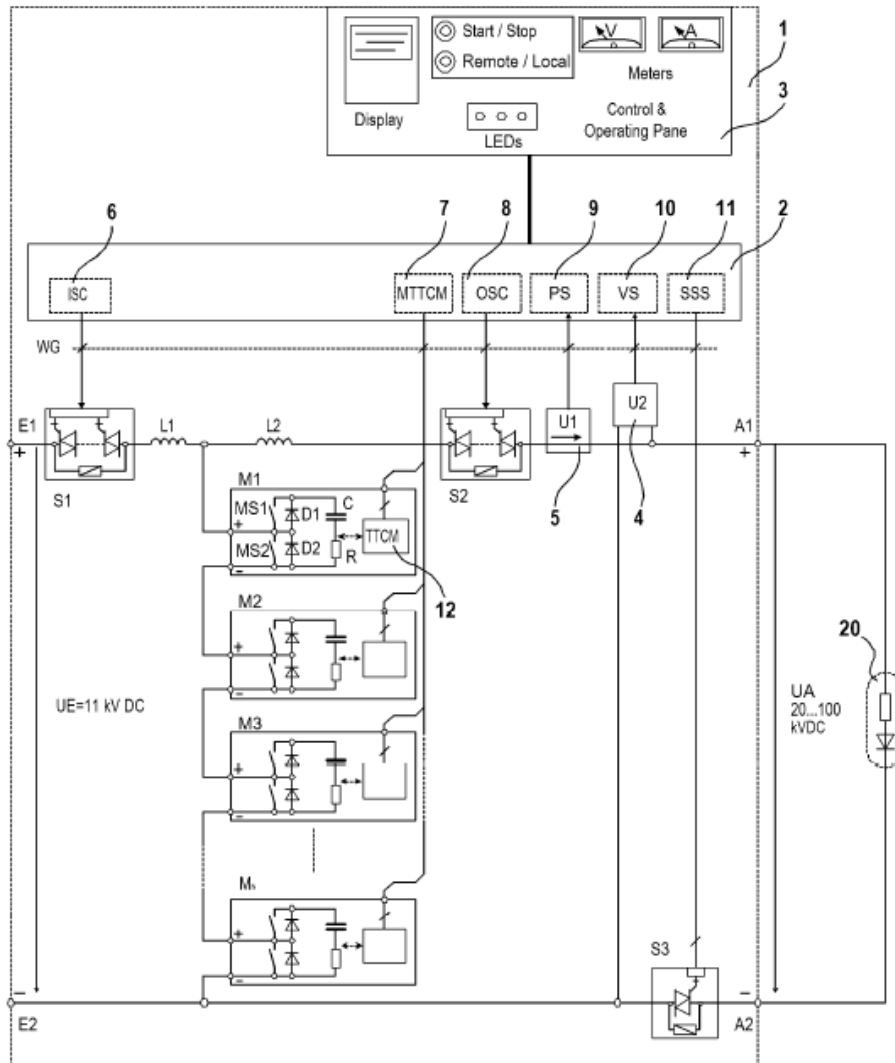 Start / Stop
Remote / Local
V
A
Meters
Display
LEDs
Control &
Operating Pane
1
3
6
7
8
9
10
11
2
ISC
MTTCM
OSC
PS
VS
SSS
WG
E1
+
S1
L1
L2
S2
U1
U2
5
4
A1
+
M1
MS1
D1
C
+
MS2
D2
R
TTCM
-
12
M2
+
-
UE=11 kV DC
M3
+
-
20
UA
20...100
kVDC
Mₛ
+
-
S3
−
E2
−
A2